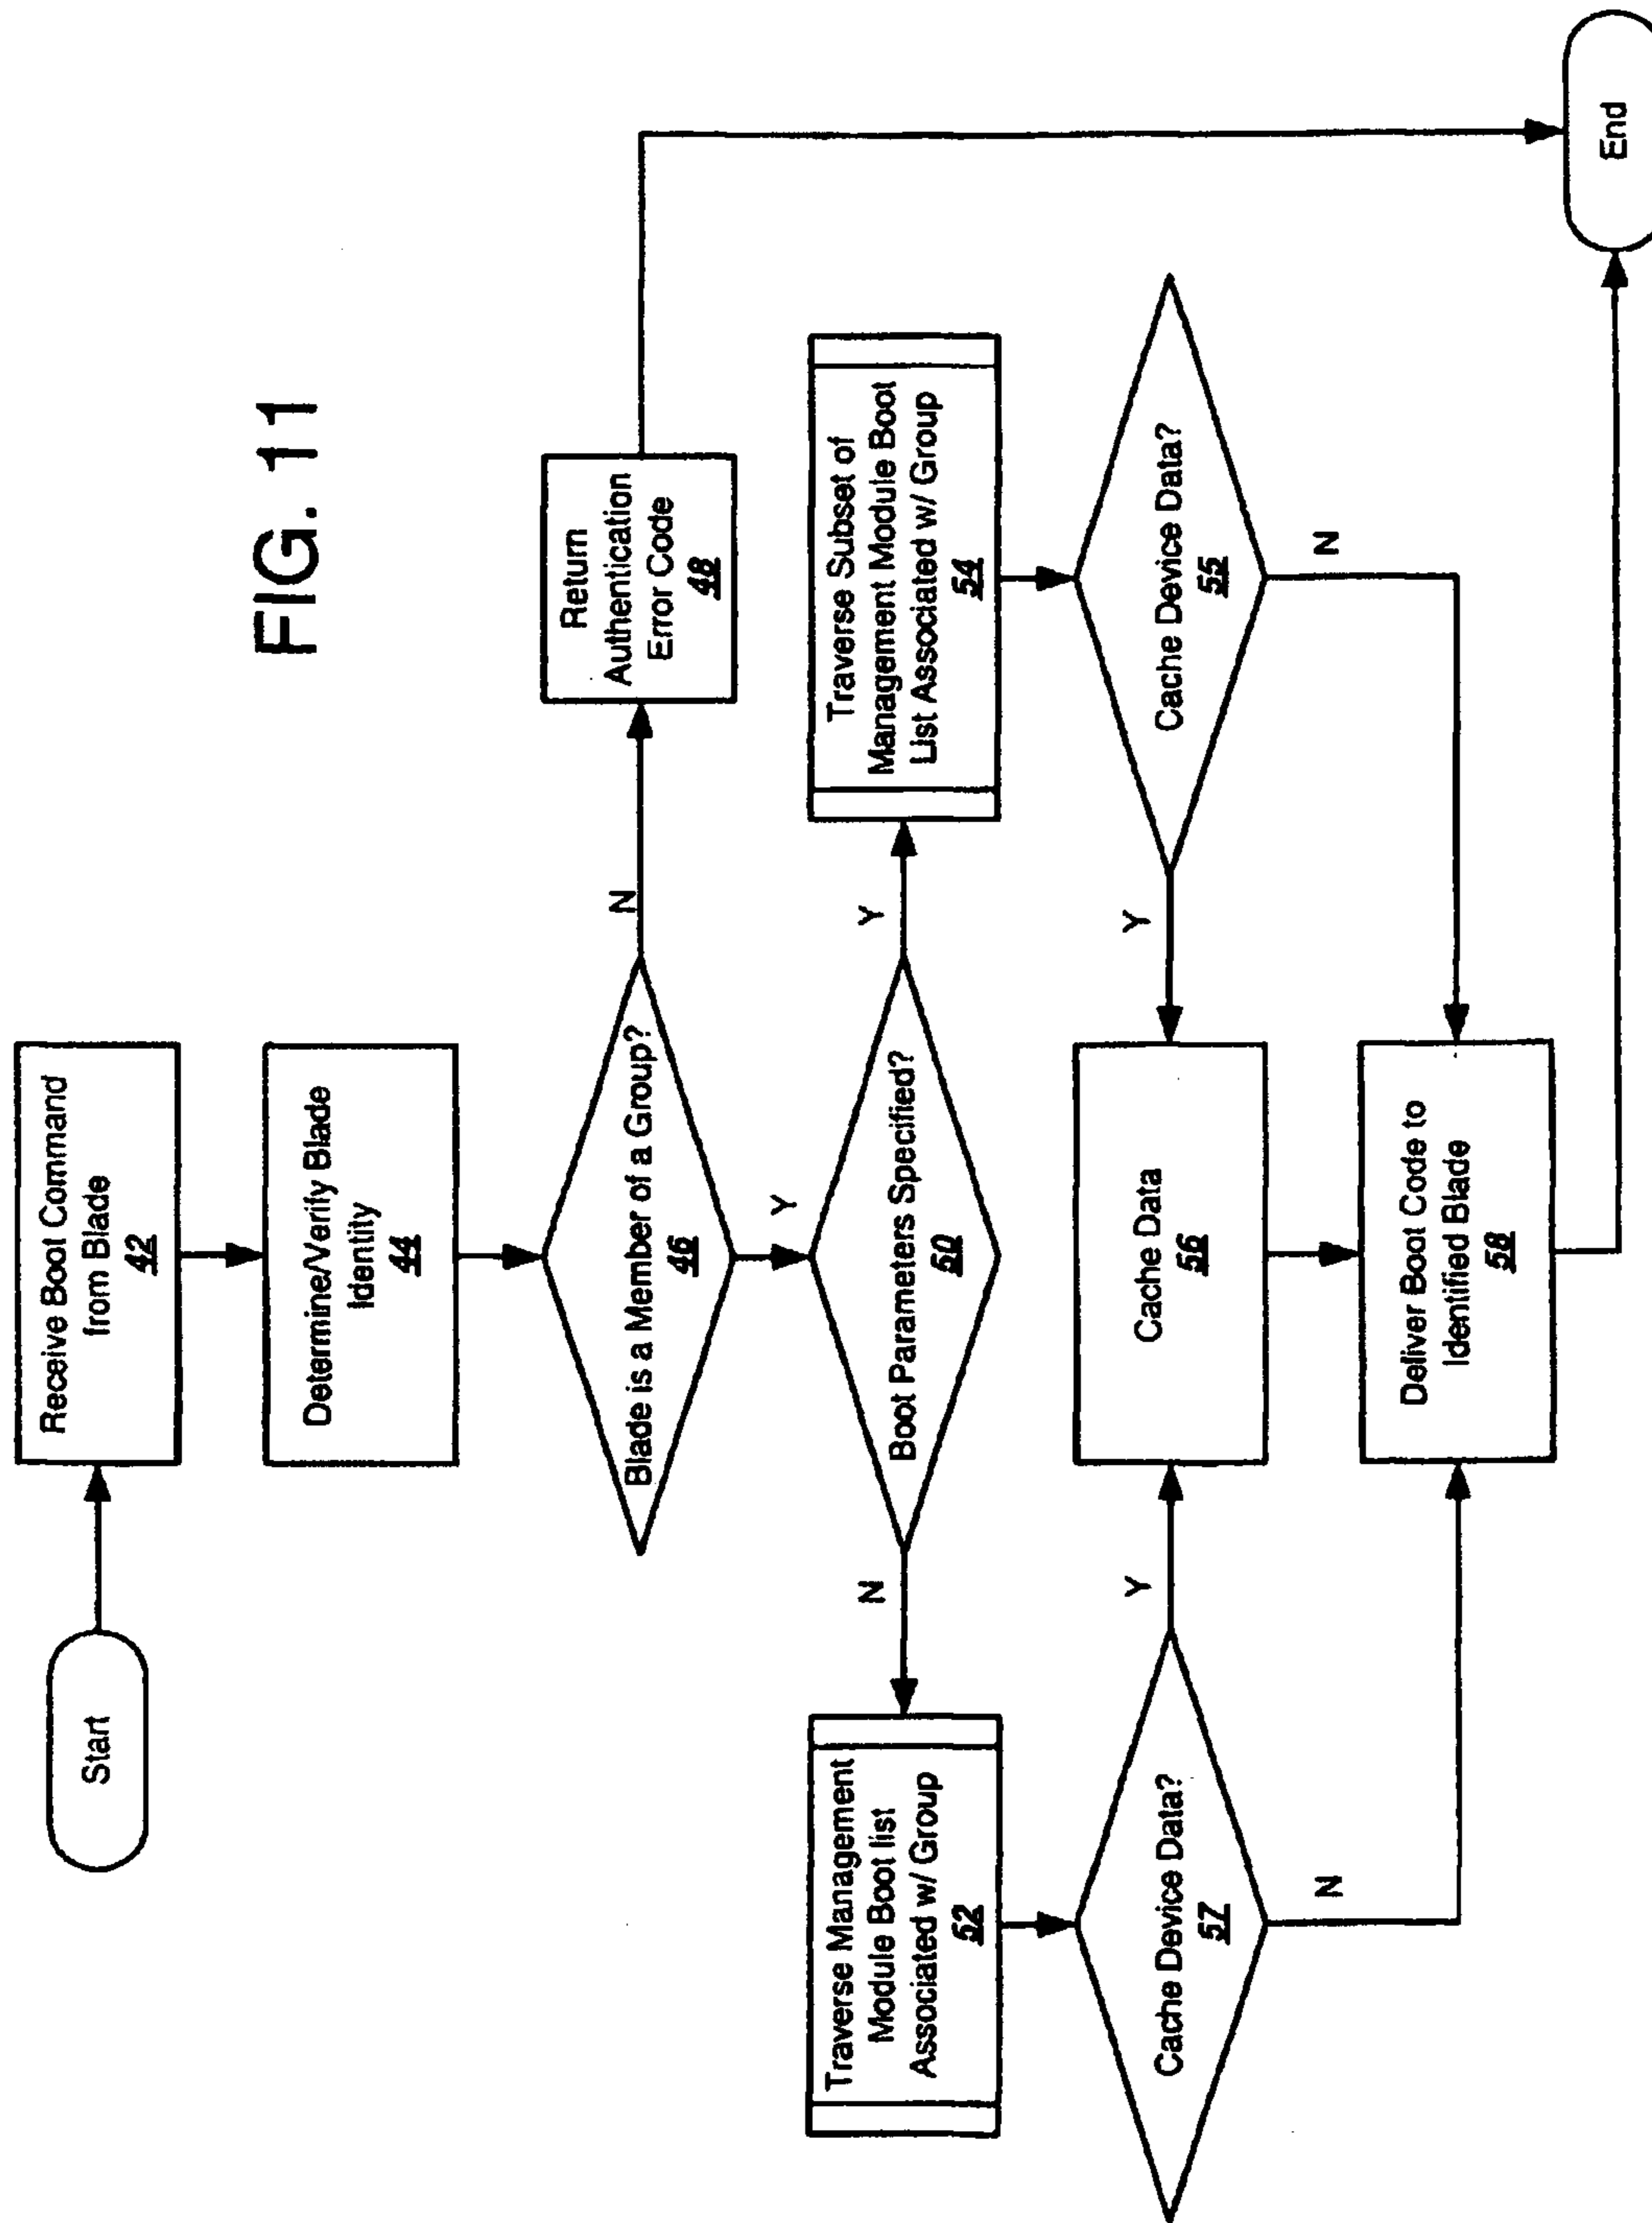 FIG. 11
Start
Receive Boot Command
from Blade
42
Determine/Verify Blade
Identity
44
Blade is a Member of a Group?
46
N
Return
Authentication
Error Code
48
Y
Boot Parameters Specified?
50
N
Y
Traverse Management
Module Boot list
Associated w/ Group
52
Traverse Subset of
Management Module Boot
List Associated w/ Group
54
Cache Device Data?
57
Y
Cache Data
56
Y
Cache Device Data?
55
N
N
Deliver Boot Code to
Identified Blade
58
End